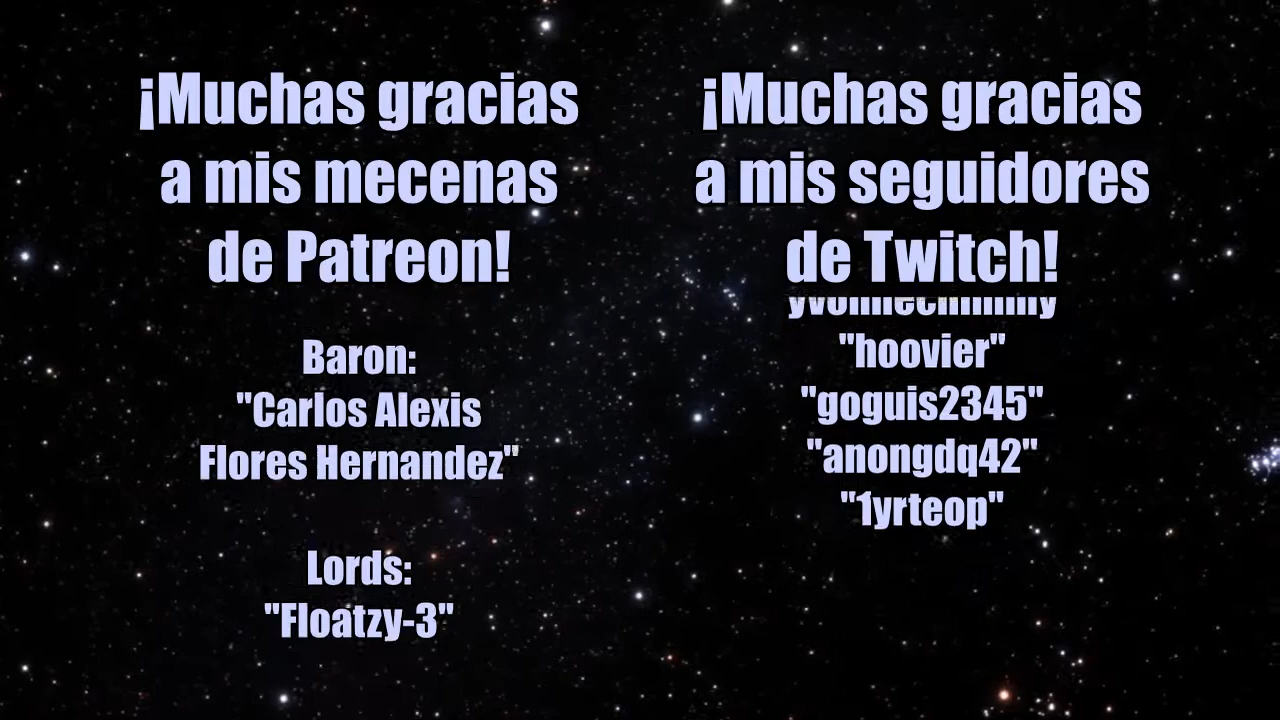 ¡Muchas gracias
a mis mecenas
de Patreon!
Baron:
"Carlos Alexis
Flores Hernandez"
Lords:
"Floatzy-3"
¡Muchas gracias
a mis seguidores
de Twitch!
"hoovier"
"goguis2345"
"anongdq42"
"1yrteop"